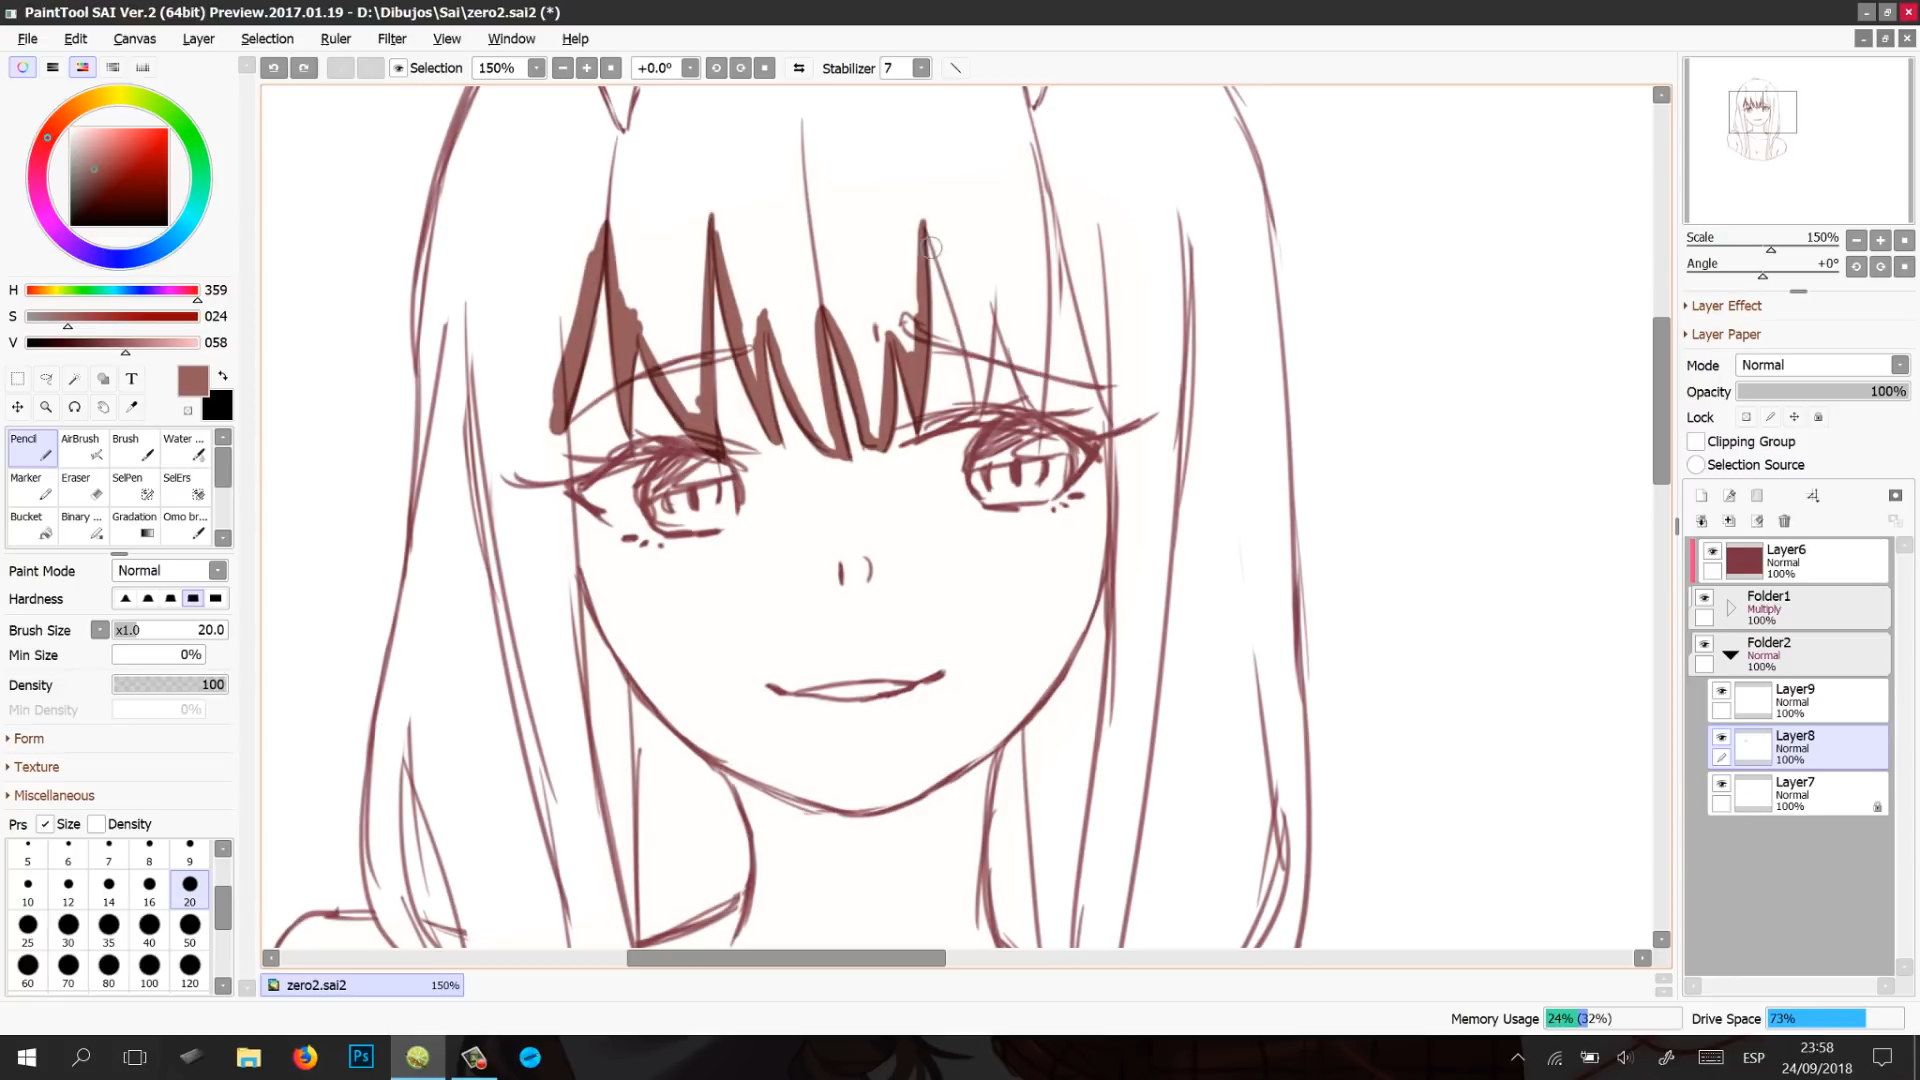 PaintTool SAI Ver.2 (64bit) Preview.2017.01.19 - D:\Dibujos\Sai\zero2.sai2 (*)
File Edit Canvas Layer Selection Ruler Filter View Window Help
Selection 150% +0.0° Stabilizer 7
H 359
S 024
V 058
T
Pencil AirBrush Brush Water ...
Marker Eraser SelPen SelErs
Bucket Binary ... Gradation Omo br...
Paint Mode Normal
Hardness
Brush Size x1.0 20.0
Min Size 0%
Density 100
Min Density 0%
Form
Texture
Miscellaneous
Prs Size Density
5 6 7 8 9
10 12 14 16 20
25 30 35 40 50
60 70 80 100 120
zero2.sai2 150%
Scale 150%
Angle +0°
Layer Effect
Layer Paper
Mode Normal
Opacity 100%
Lock
Clipping Group
Selection Source
Layer6
Normal
100%
Folder1
Multiply
100%
Folder2
Normal
100%
Layer9
Normal
100%
Layer8
Normal
100%
Layer7
Normal
100%
Memory Usage 24% (32%) Drive Space 73%
Ps
ESP
23:58
24/09/2018